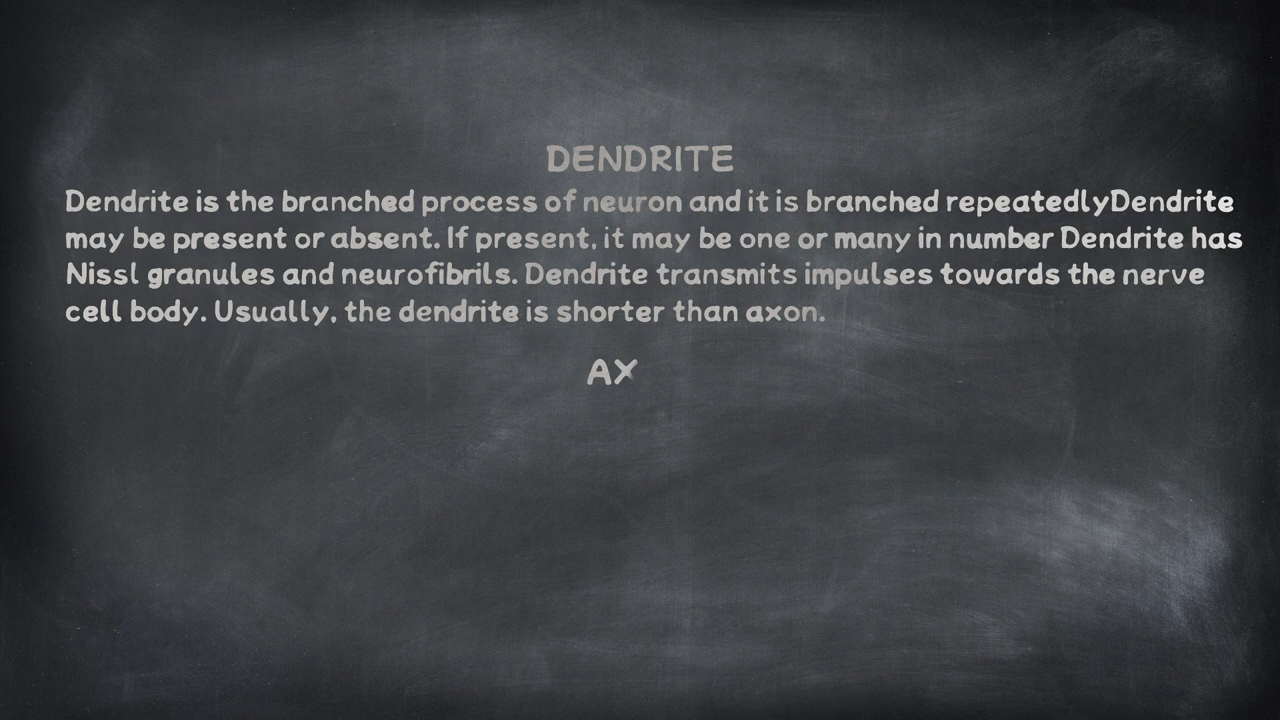 DENDRITE
Dendrite is the branched process of neuron and it is branched repeatedlyDendrite
may be present or absent. If present, it may be one or many in number Dendrite has
Nissl granules and neurofibrils. Dendrite transmits impulses towards the nerve
cell body. Usually, the dendrite is shorter than axon.
AX